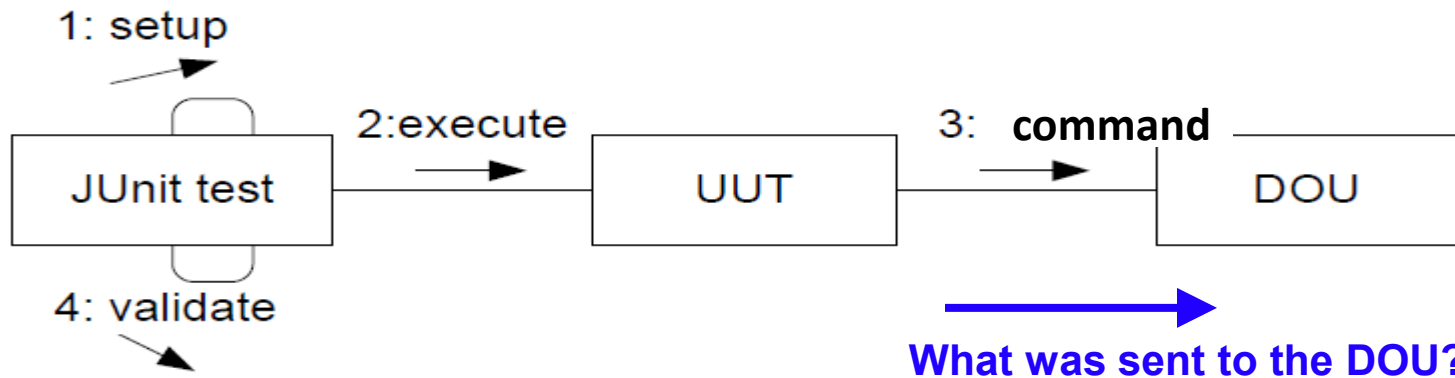 1: setup
2:execute
3: command
JUnit test
UUT
DOU
4: validate
What was sent to the DOU?